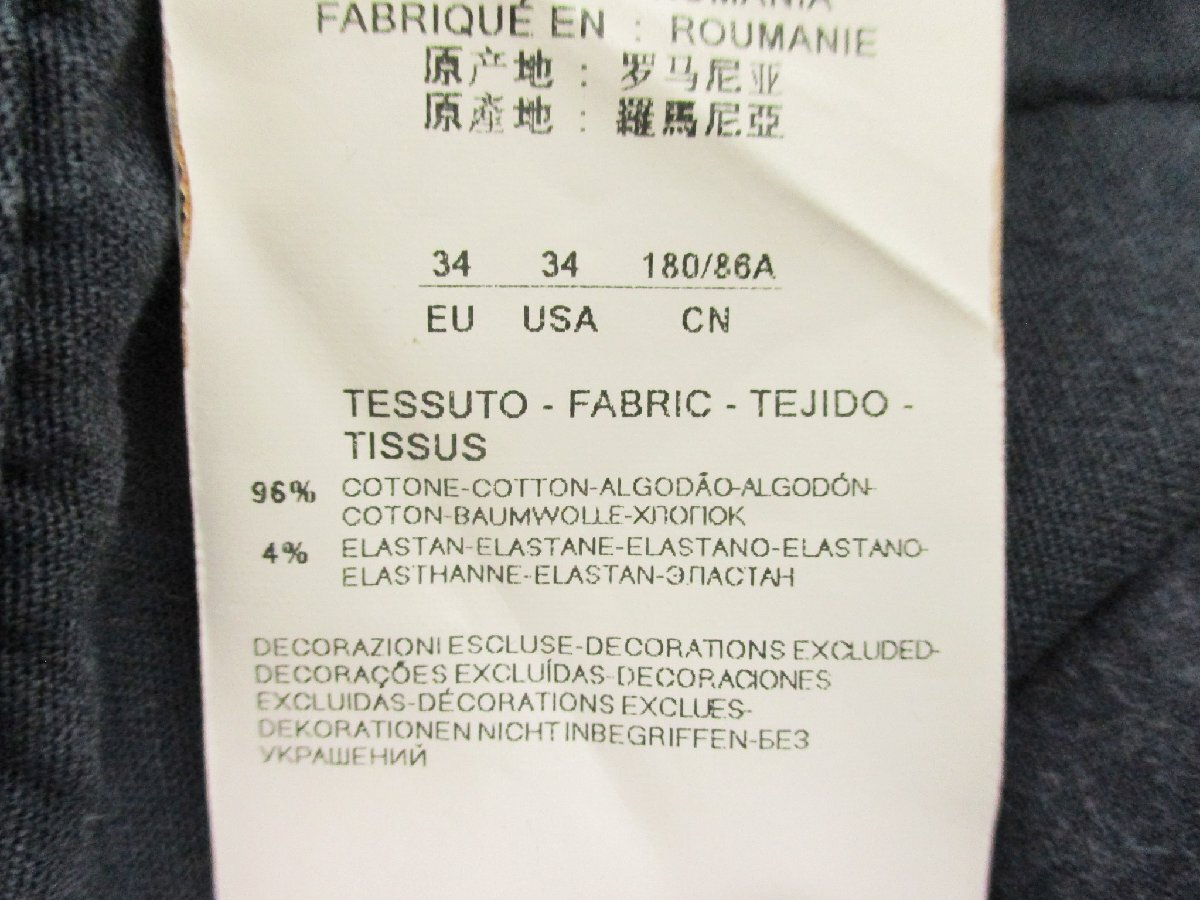 FABRIQUÉ EN : ROUMANIE
原产地 : 罗马尼亚
原產地 : 羅馬尼亞
34 34 180/86A
EU USA CN
TESSUTO - FABRIC - TEJIDO -
TISSUS
96% COTONE-COTTON-ALGODÃO-ALGODÓN-
COTON-BAUMWOLLE-ХЛОПОК
4% ELASTAN-ELASTANE-ELASTANO-ELASTANO-
ELASTHANNE-ELASTAN-ЭЛАСТАН
DECORAZIONI ESCLUSE-DECORATIONS EXCLUDED-
DECORAÇÕES EXCLUÍDAS-DECORACIONES
EXCLUIDAS-DÉCORATIONS EXCLUES-
DEKORATIONEN NICHT INBEGRIFFEN-БЕЗ
УКРАШЕНИЙ